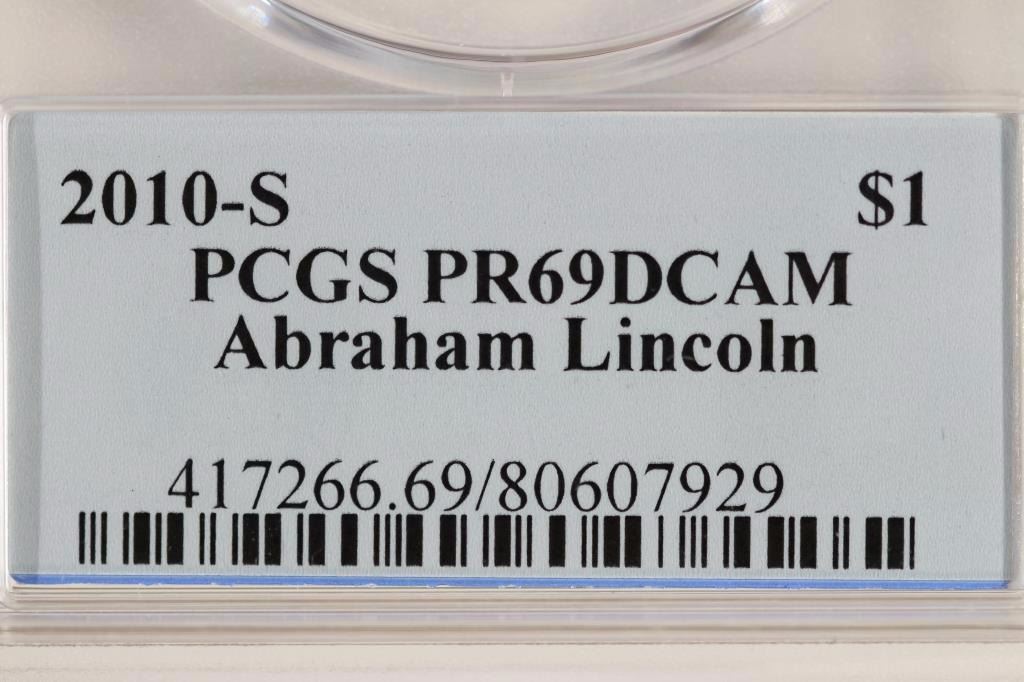 2010-S $1
PCGS PR69DCAM
Abraham Lincoln
417266.69/80607929